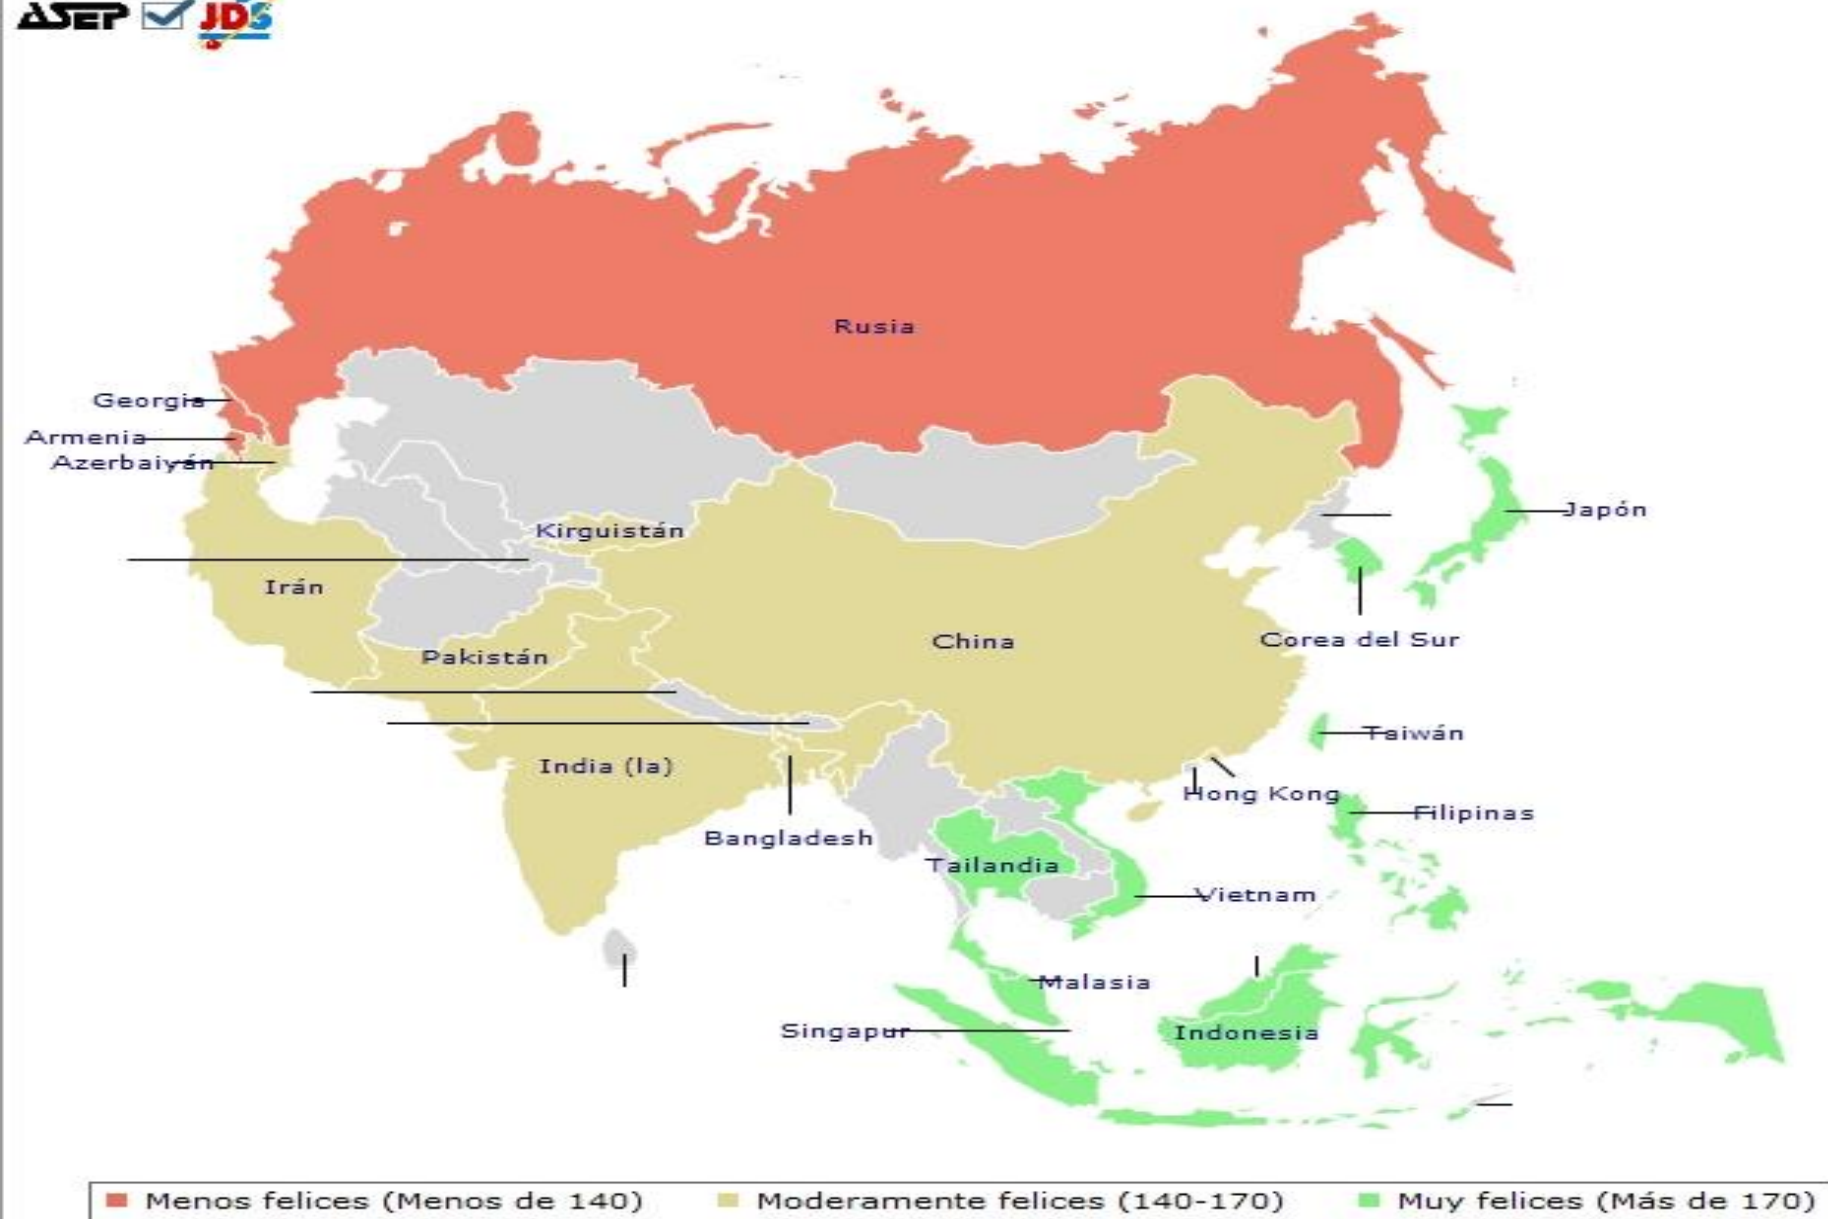 ASEP JDS
Rusia
Georgia
Armenia
Azerbaiyán
Japón
Kirguistán
Irán
China
Corea del Sur
Pakistán
Taiwán
India (la)
Hong Kong
Filipinas
Bangladesh
Tailandia
Vietnam
Malasia
Singapur
Indonesia
Menos felices (Menos de 140) Moderamente felices (140-170) Muy felices (Más de 170)